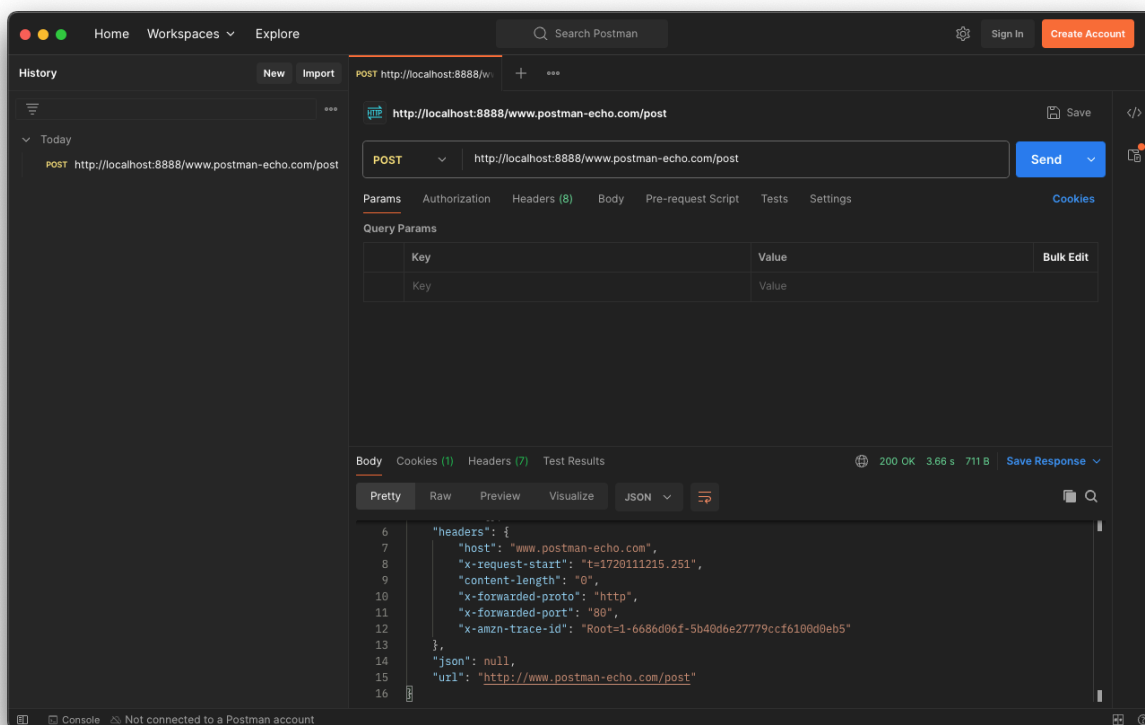 Home Workspaces Explore Search Postman Sign In Create Account
History New Import
POST http://localhost:8888/w
Today
POST http://localhost:8888/www.postman-echo.com/post
HTTP http://localhost:8888/www.postman-echo.com/post Save
POST http://localhost:8888/www.postman-echo.com/post Send
Params Authorization Headers (8) Body Pre-request Script Tests Settings Cookies
Query Params
Key Value Bulk Edit
Key Value
Body Cookies (1) Headers (7) Test Results 200 OK 3.66 s 711 B Save Response
Pretty Raw Preview Visualize JSON
6 "headers": {
7 "host": "www.postman-echo.com",
8 "x-request-start": "t=1720111215.251",
9 "content-length": "0",
10 "x-forwarded-proto": "http",
11 "x-forwarded-port": "80",
12 "x-amzn-trace-id": "Root=1-6686d06f-5b40d6e27779ccf6100d0eb5"
13 },
14 "json": null,
15 "url": "http://www.postman-echo.com/post"
16 }
Console Not connected to a Postman account